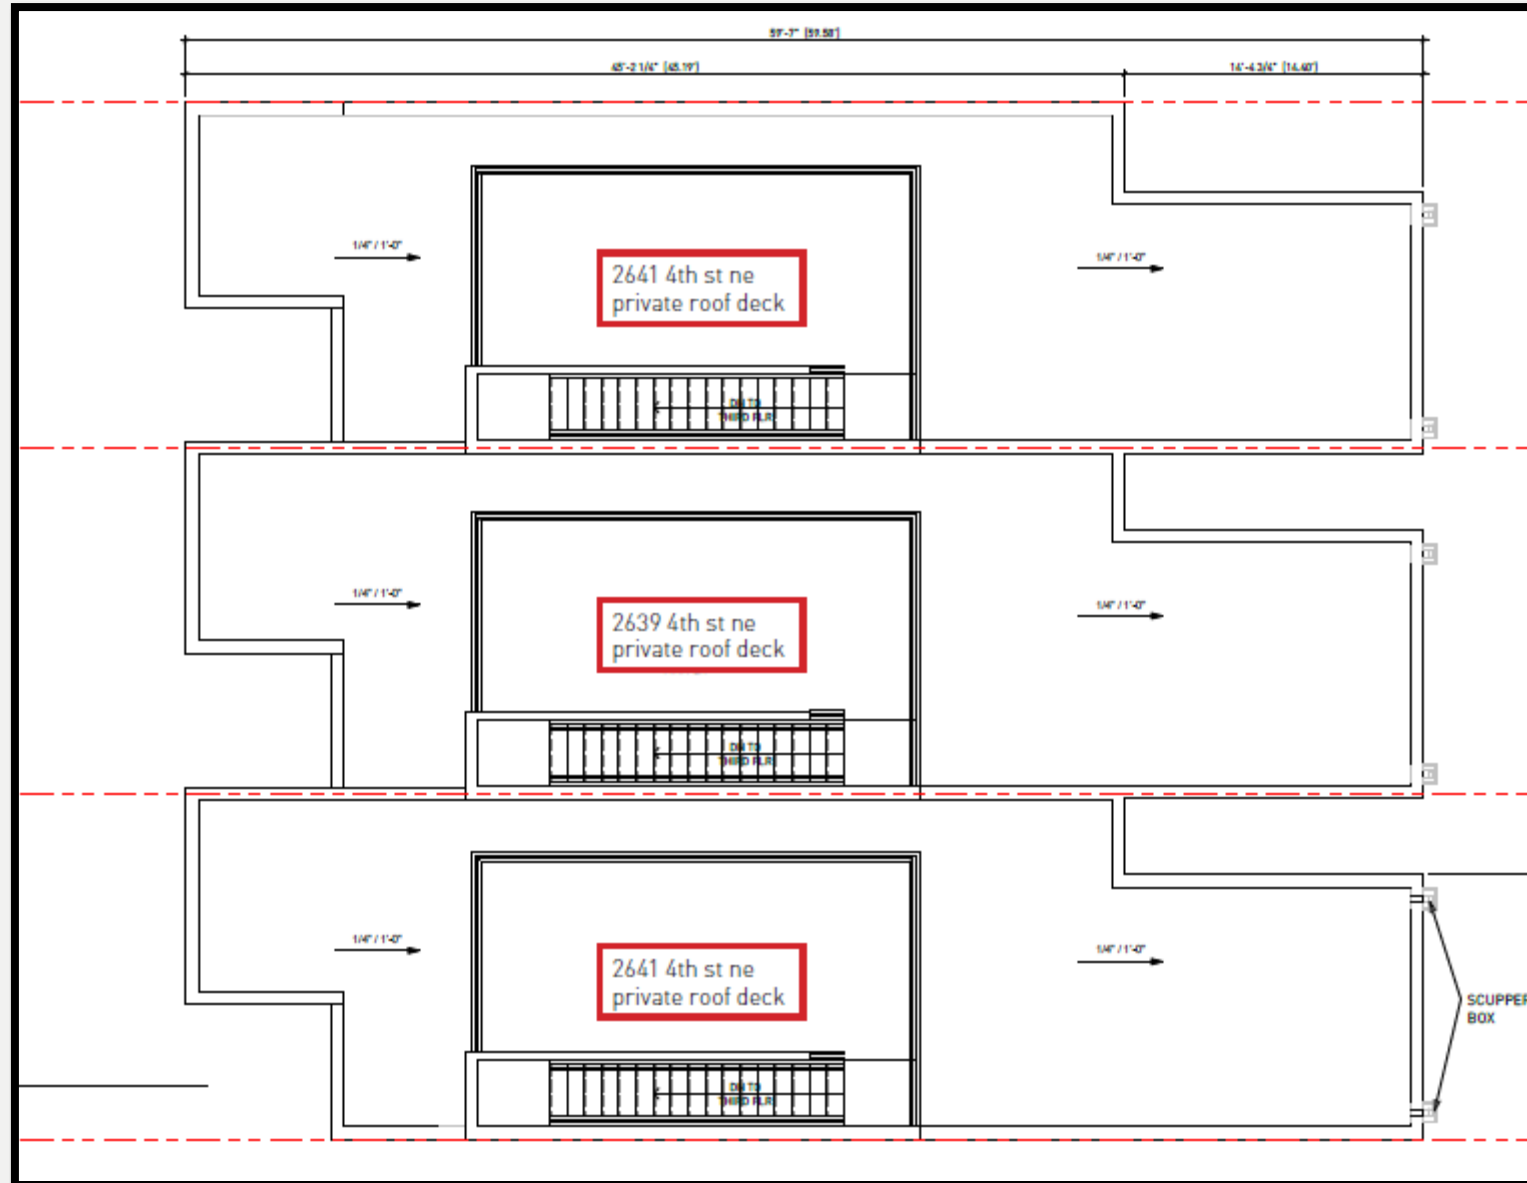 59'-7" [59.58']
45'-2 1/4" [45.19']
14'-4 3/4" [14.40']
1/4" / 1'-0"
2641 4th st ne
private roof deck
1/4" / 1'-0"
DN TO
THIRD FLR
1/4" / 1'-0"
2639 4th st ne
private roof deck
1/4" / 1'-0"
DN TO
THIRD FLR
1/4" / 1'-0"
2641 4th st ne
private roof deck
1/4" / 1'-0"
SCUPPER
BOX
DN TO
THIRD FLR